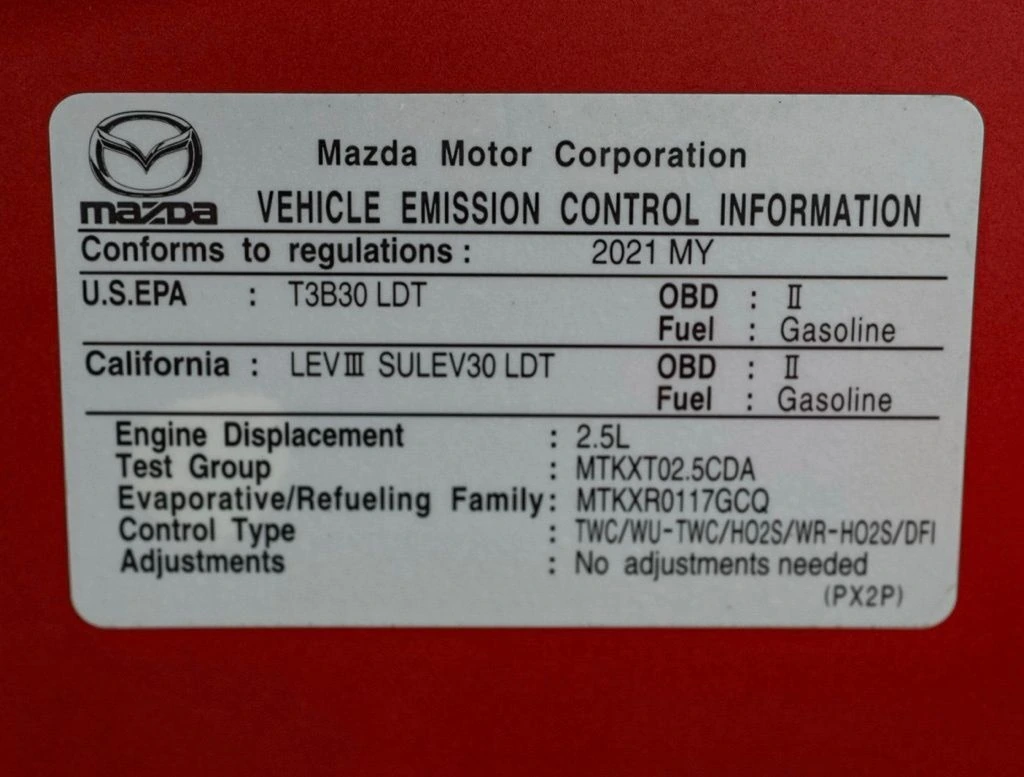 Mazda Motor Corporation
mazda VEHICLE EMISSION CONTROL INFORMATION
Conforms to regulations : 2021 MY
U.S.EPA : T3B30 LDT OBD : II
Fuel : Gasoline
California : LEVIII SULEV30 LDT OBD : II
Fuel : Gasoline
Engine Displacement : 2.5L
Test Group : MTKXT02.5CDA
Evaporative/Refueling Family: MTKXR0117GCQ
Control Type : TWC/WU-TWC/HO2S/WR-HO2S/DFI
Adjustments : No adjustments needed
(PX2P)